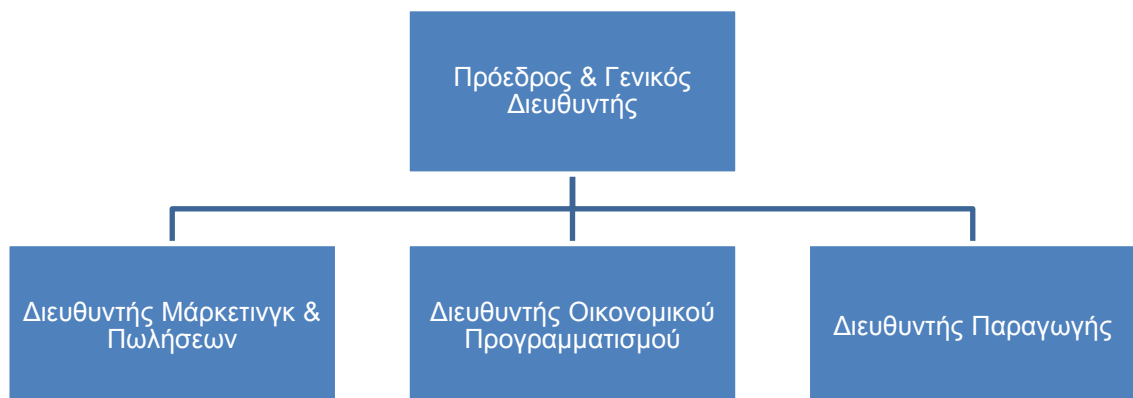 Πρόεδρος & Γενικός
Διευθυντής
Διευθυντής Μάρκετινγκ &
Πωλήσεων
Διευθυντής Οικονομικού
Προγραμματισμού
Διευθυντής Παραγωγής